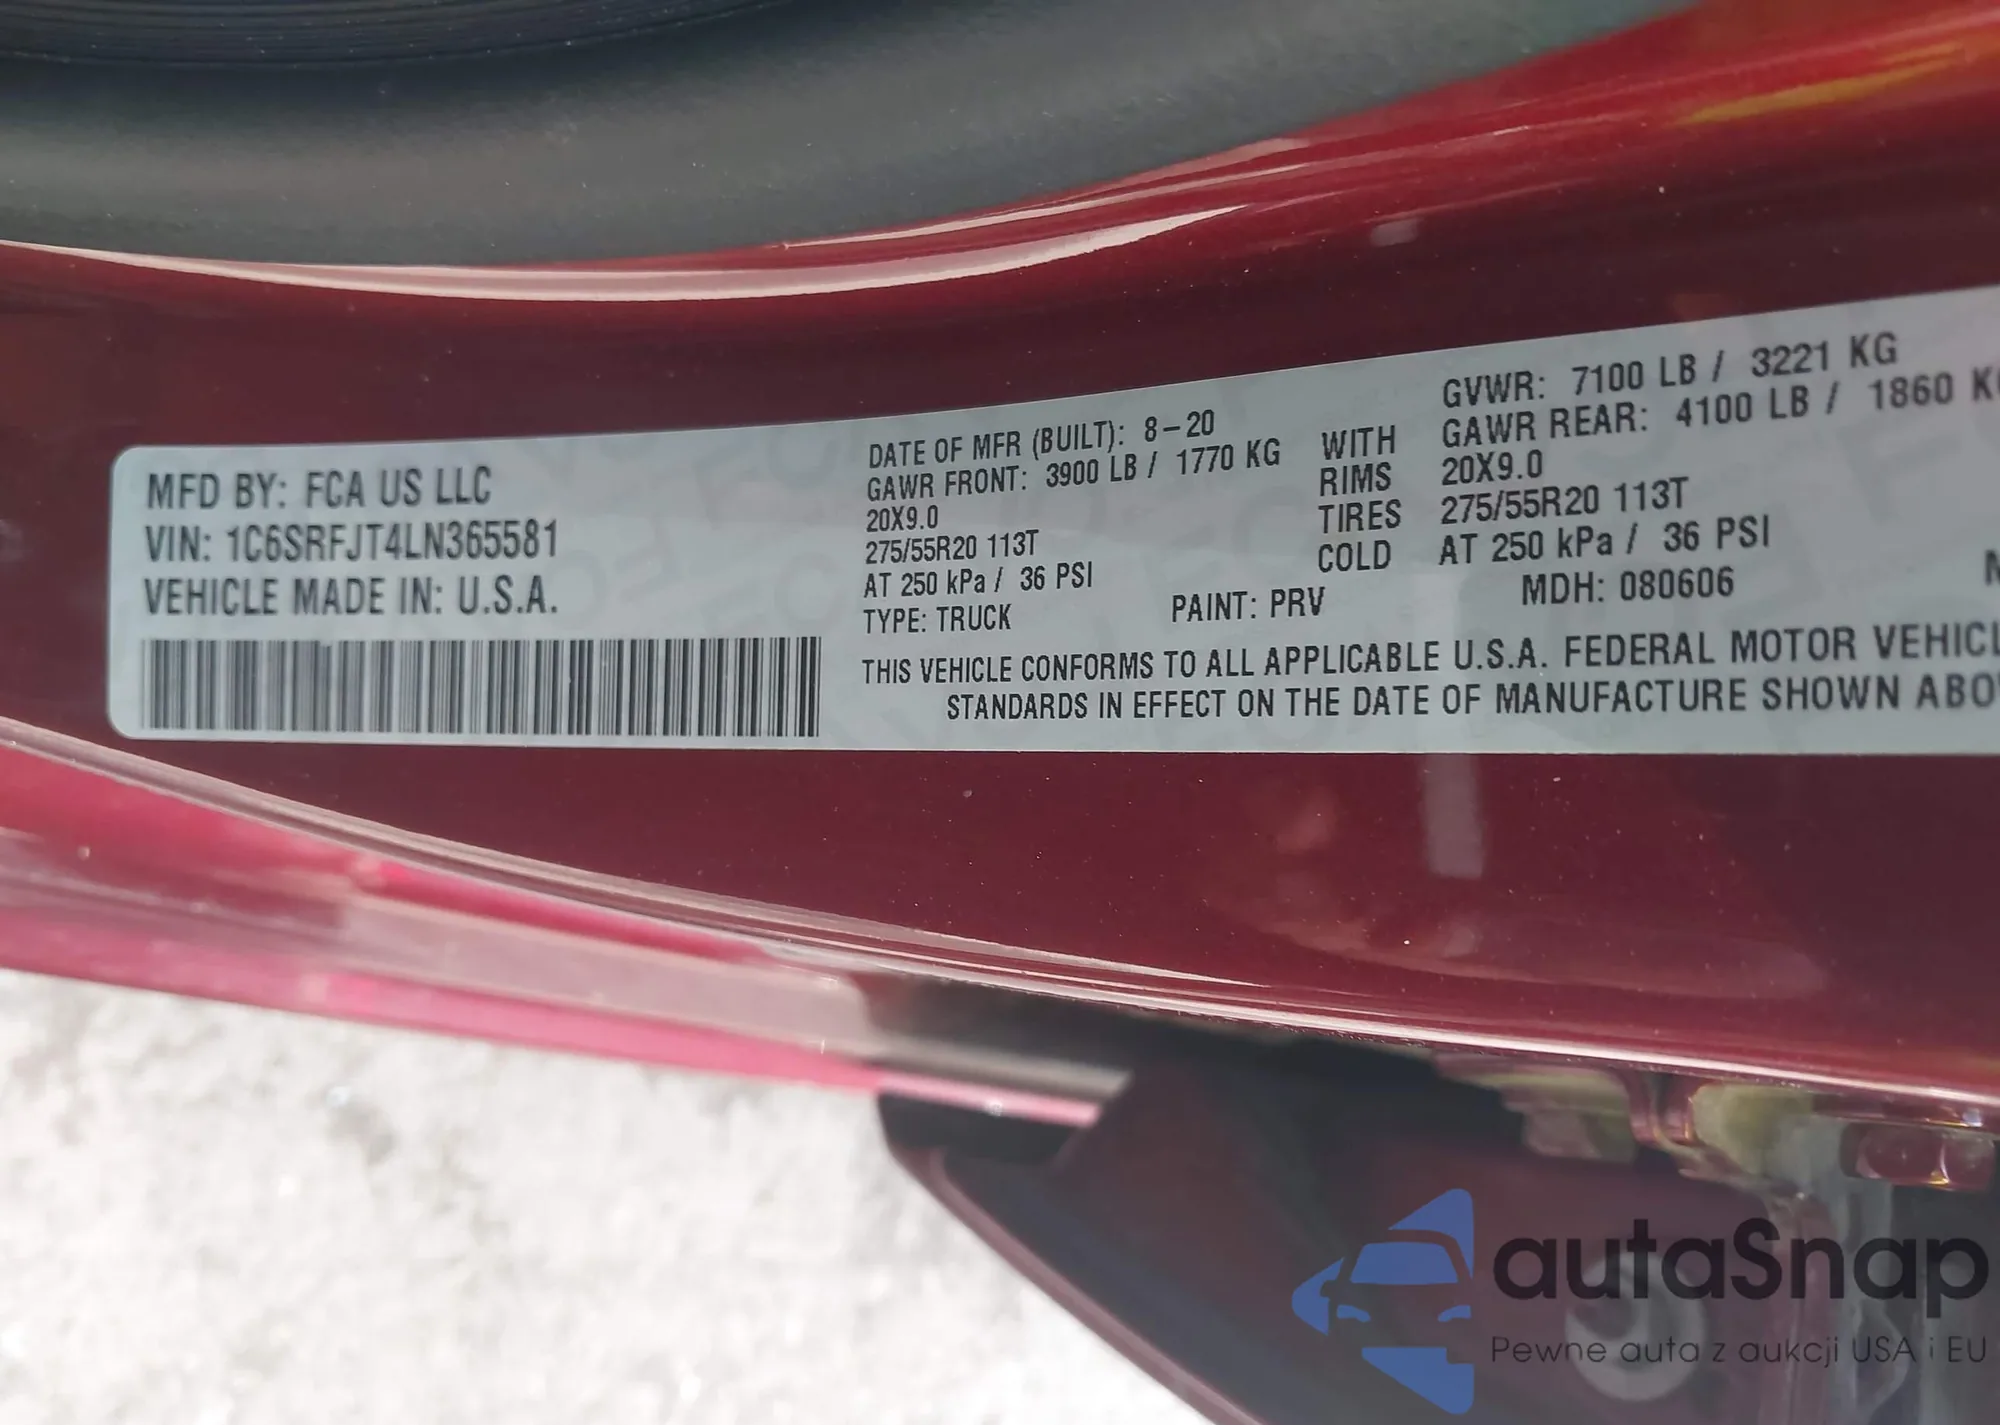 MFD BY: FCA US LLC
VIN: 1C6SRFJT4LN365581
VEHICLE MADE IN: U.S.A.
DATE OF MFR (BUILT): 8-20
GAWR FRONT: 3900 LB / 1770 KG
20X9.0
275/55R20 113T
AT 250 kPa / 36 PSI
TYPE: TRUCK
PAINT: PRV
WITH
RIMS
TIRES
COLD
GVWR: 7100 LB / 3221 KG
GAWR REAR: 4100 LB / 1860
20X9.0
275/55R20 113T
AT 250 kPa / 36 PSI
MDH: 080606
THIS VEHICLE CONFORMS TO ALL APPLICABLE U.S.A. FEDERAL MOTOR
STANDARDS IN EFFECT ON THE DATE OF MANUFACTURE SHOWN
autaSnap
Pewne auta z aukcji USA i EU